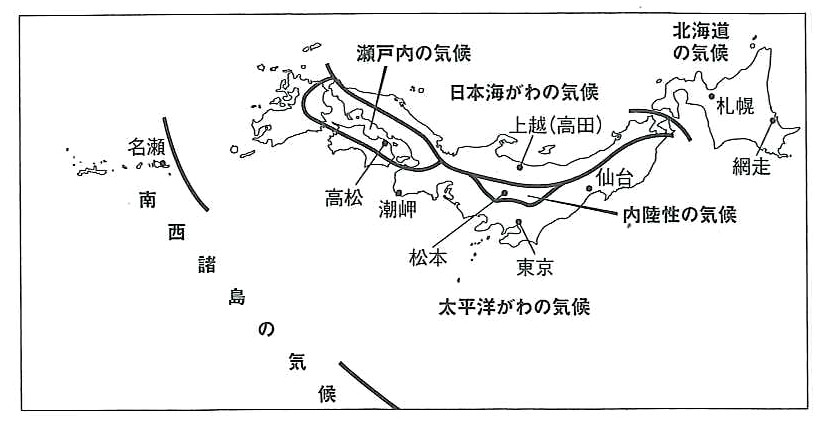 北海道
の気候
瀬戸内の気候
日本海がわの気候
札幌
上越(高田)
名瀬
網走
仙台
高松
潮岬
内陸性の気候
松本
東京
太平洋がわの気候
南西諸島の気候